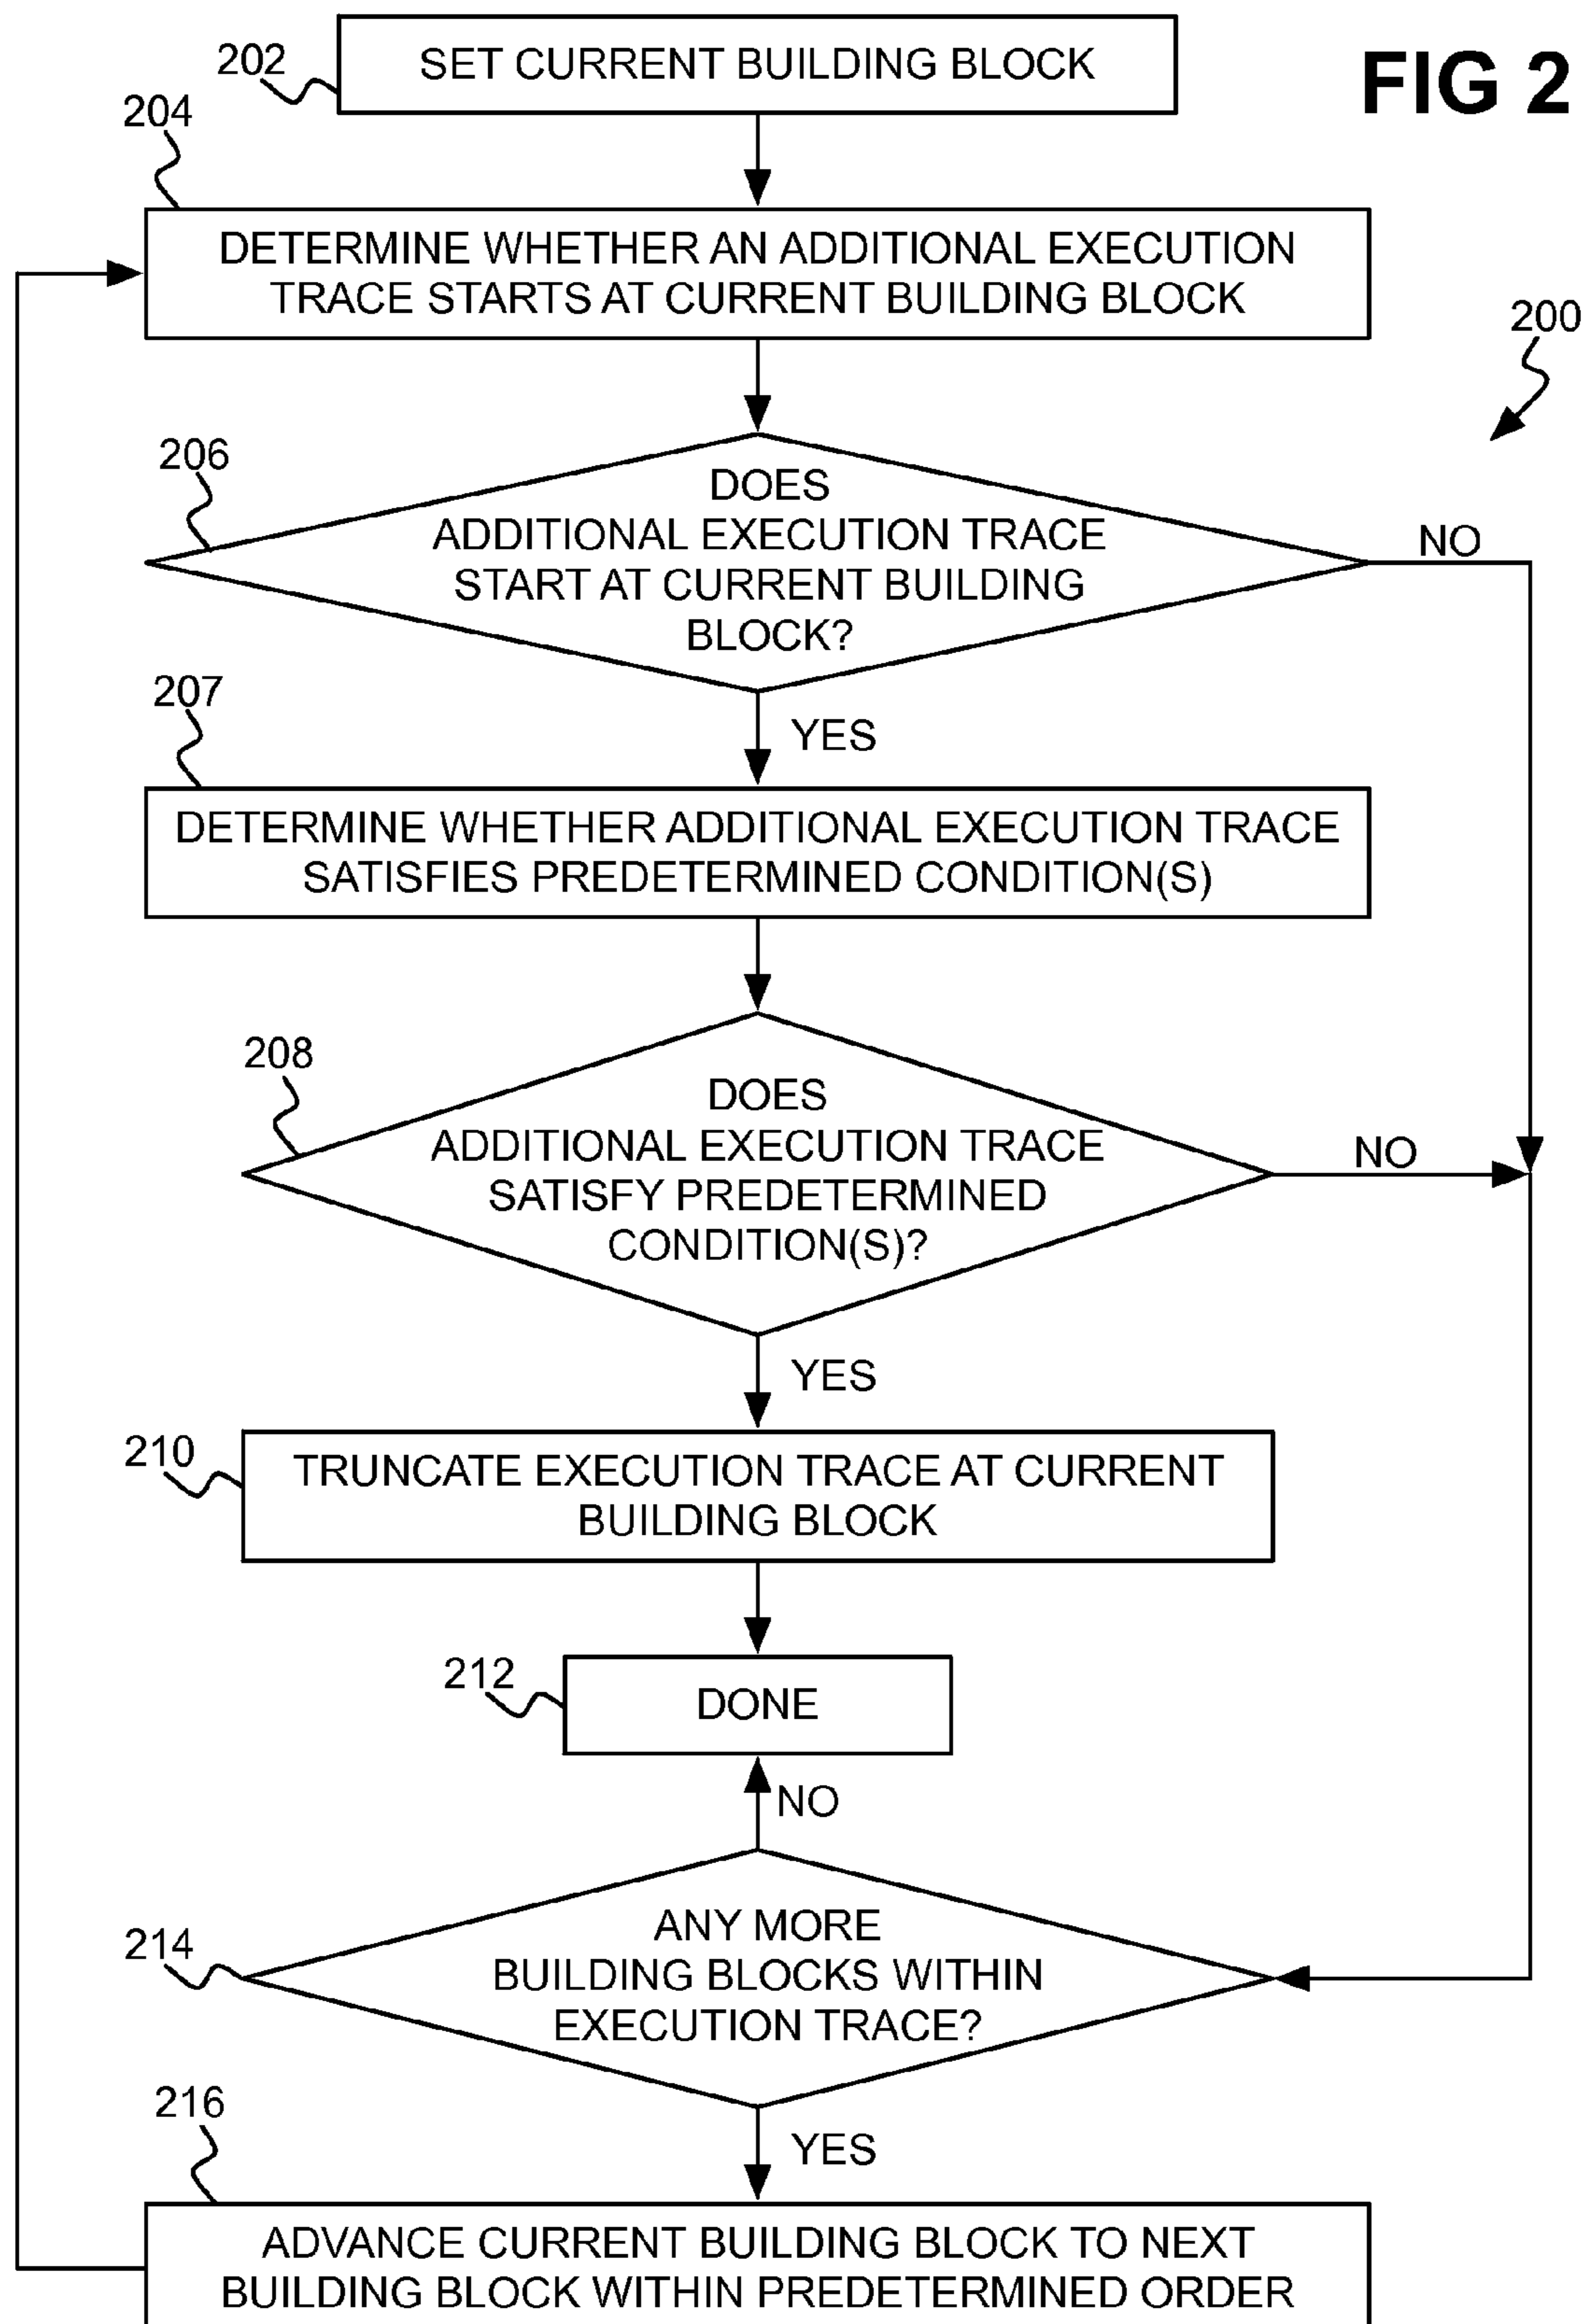 FIG 2
202
SET CURRENT BUILDING BLOCK
204
DETERMINE WHETHER AN ADDITIONAL EXECUTION
TRACE STARTS AT CURRENT BUILDING BLOCK
200
206
DOES
ADDITIONAL EXECUTION TRACE
START AT CURRENT BUILDING
BLOCK?
NO
YES
207
DETERMINE WHETHER ADDITIONAL EXECUTION TRACE
SATISFIES PREDETERMINED CONDITION(S)
208
DOES
ADDITIONAL EXECUTION TRACE
SATISFY PREDETERMINED
CONDITION(S)?
NO
YES
210
TRUNCATE EXECUTION TRACE AT CURRENT
BUILDING BLOCK
212
DONE
NO
214
ANY MORE
BUILDING BLOCKS WITHIN
EXECUTION TRACE?
YES
216
ADVANCE CURRENT BUILDING BLOCK TO NEXT
BUILDING BLOCK WITHIN PREDETERMINED ORDER